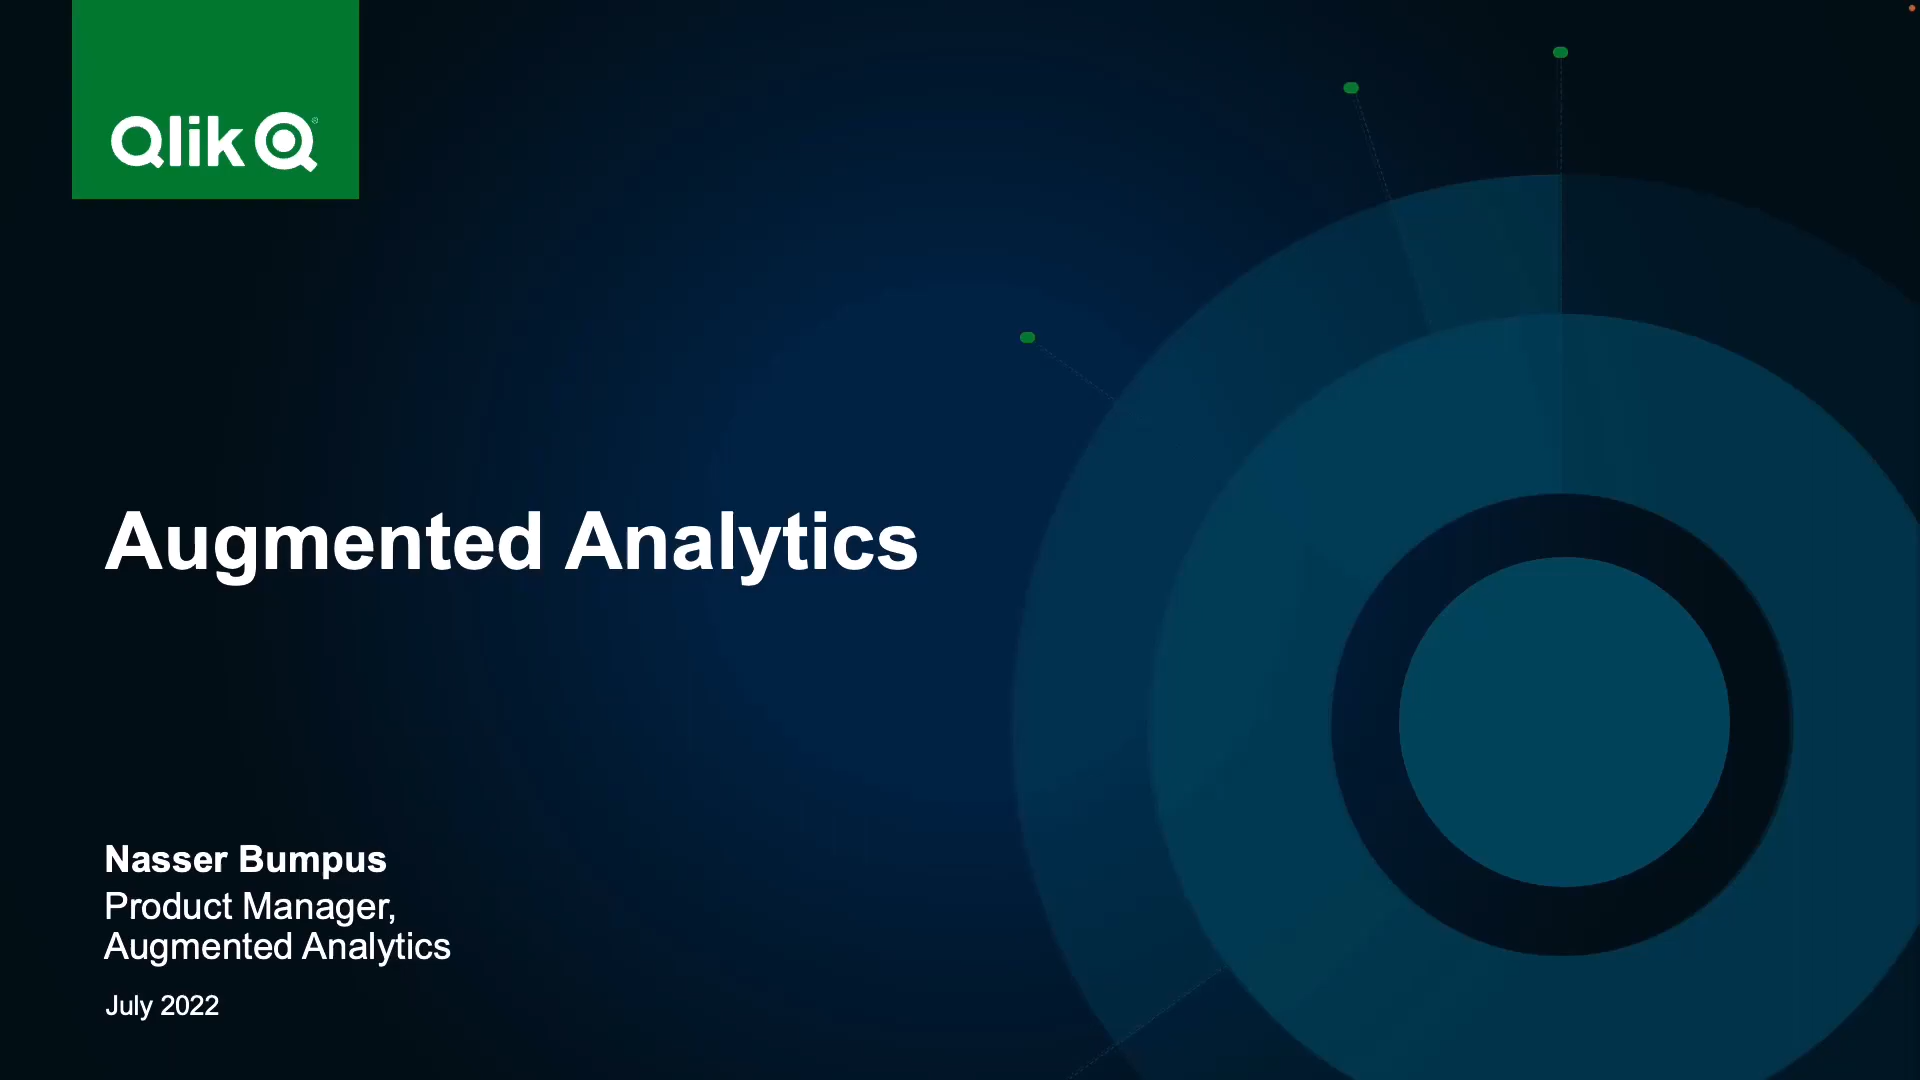 Qlik
Augmented Analytics
Nasser Bumpus
Product Manager,
Augmented Analytics
July 2022